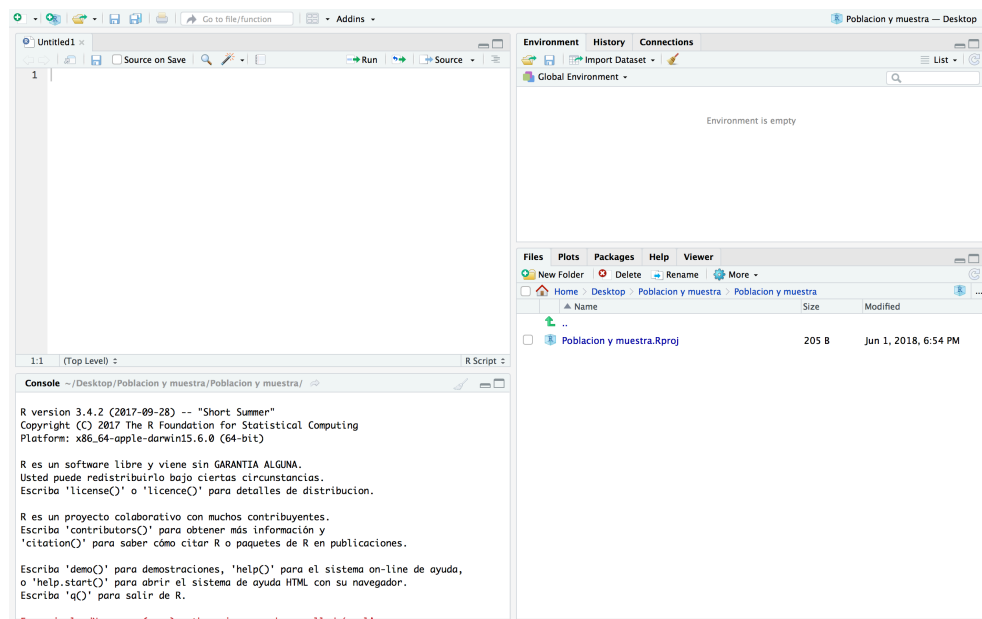 Go to file/function
Addins
Poblacion y muestra — Desktop
Untitled1
Source on Save
Run
Source
1
1:1 (Top Level)
R Script
Console ~/Desktop/Poblacion y muestra/Poblacion y muestra/
R version 3.4.2 (2017-09-28) -- "Short Summer"
Copyright (C) 2017 The R Foundation for Statistical Computing
Platform: x86_64-apple-darwin15.6.0 (64-bit)
R es un software libre y viene sin GARANTIA ALGUNA.
Usted puede redistribuirlo bajo ciertas circunstancias.
Escriba 'license()' o 'licence()' para detalles de distribucion.
R es un proyecto colaborativo con muchos contribuyentes.
Escriba 'contributors()' para obtener más información y
'citation()' para saber cómo citar R o paquetes de R en publicaciones.
Escriba 'demo()' para demostraciones, 'help()' para el sistema on-line de ayuda,
o 'help.start()' para abrir el sistema de ayuda HTML con su navegador.
Escriba 'q()' para salir de R.
Environment History Connections
Import Dataset
List
Global Environment
Environment is empty
Files Plots Packages Help Viewer
New Folder Delete Rename More
Home > Desktop > Poblacion y muestra > Poblacion y muestra
...
Name Size Modified
..
Poblacion y muestra.Rproj 205 B Jun 1, 2018, 6:54 PM